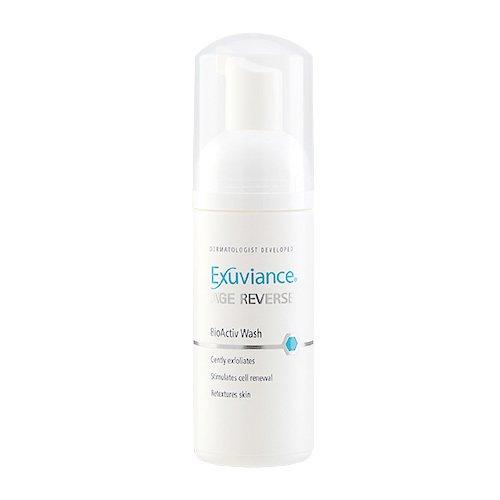 DERMATOLOGIST DEVELOPED
Exuviance®
AGE REVERSE
BioActiv Wash
Gently exfoliates
Stimulates cell renewal
Retextures skin